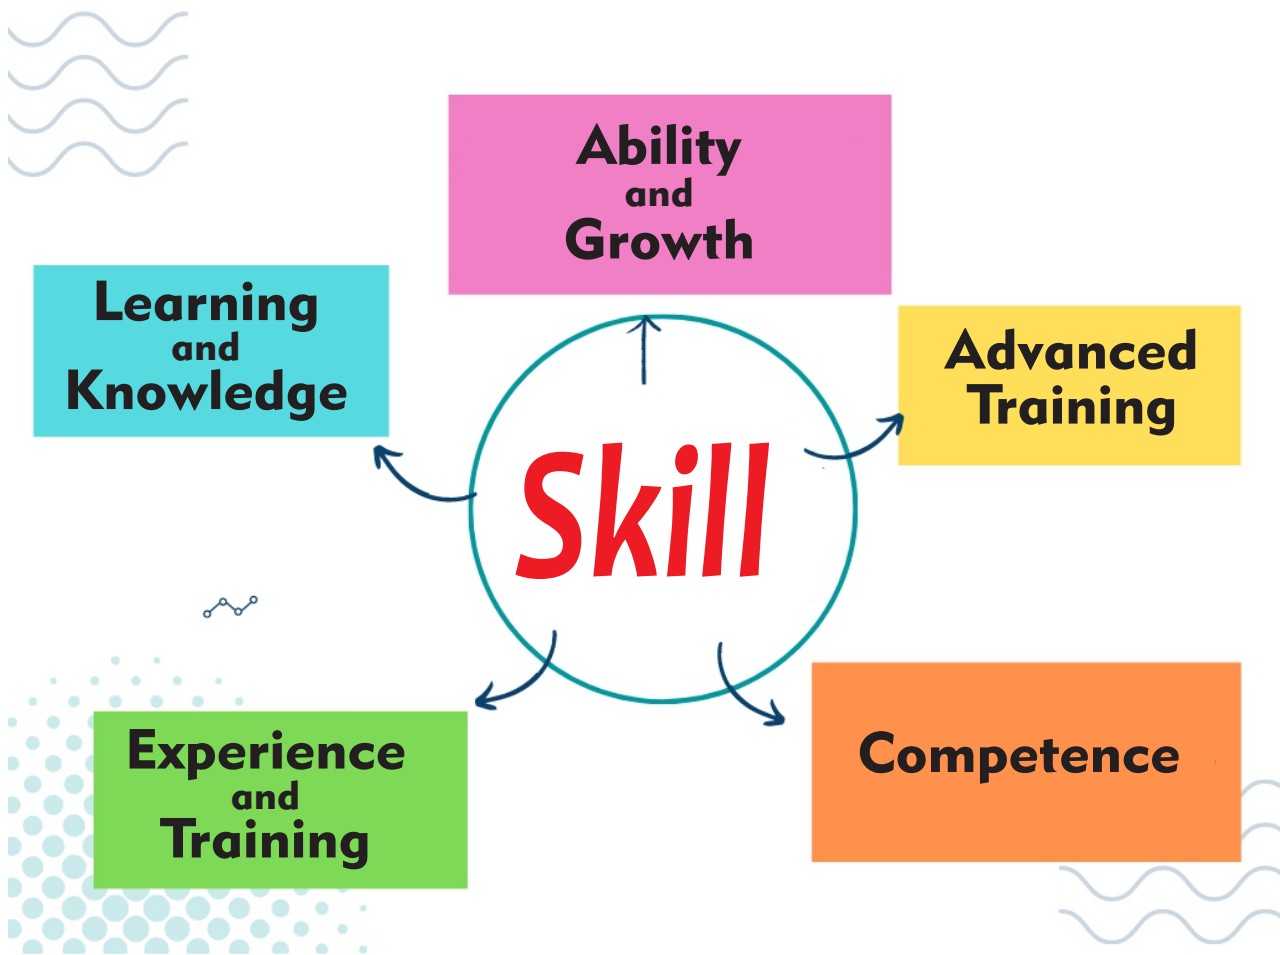 Ability
and
Growth
Learning
and
Knowledge
Advanced
Training
Skill
Experience
and
Training
Competence